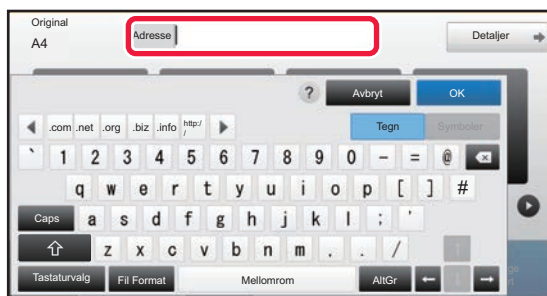 Original
A4
Adresse
Detaljer
?
Avbryt
OK
.com .net .org .biz .info http://
Tegn
Symboler
` 1 2 3 4 5 6 7 8 9 0 - = @
q w e r t y u i o p [ ] #
Caps a s d f g h j k l ; '
z x c v b n m , . /
Tastaturvalg Fil Format Mellomrom AltGr